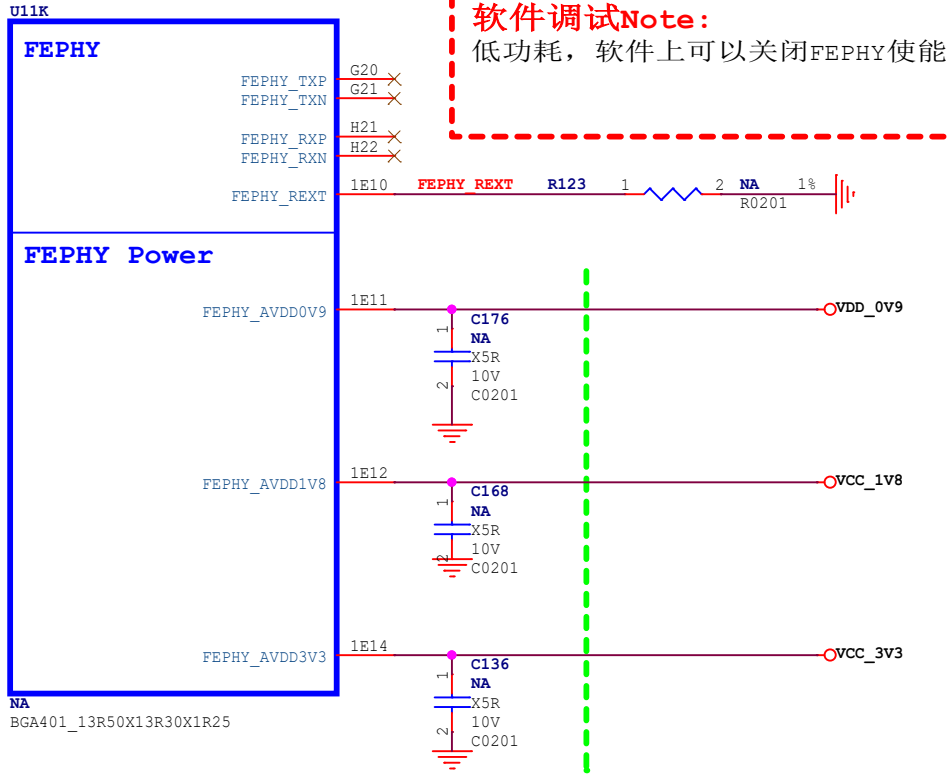 U11K
软件调试Note:
低功耗, 软件上可以关闭FEPHY使能
FEPHY
FEPHY_TXP G20
FEPHY_TXN G21
FEPHY_RXP H21
FEPHY_RXN H22
FEPHY_REXT 1E10 FEPHY_REXT R123 1 2 NA 1%
R0201
FEPHY Power
FEPHY_AVDD0V9 1E11 VDD_0V9
C176
1
NA
X5R
10V
2
C0201
FEPHY_AVDD1V8 1E12 VCC_1V8
C168
1
NA
X5R
10V
2
C0201
FEPHY_AVDD3V3 1E14 VCC_3V3
C136
1
NA
X5R
10V
2
C0201
NA
BGA401_13R50X13R30X1R25